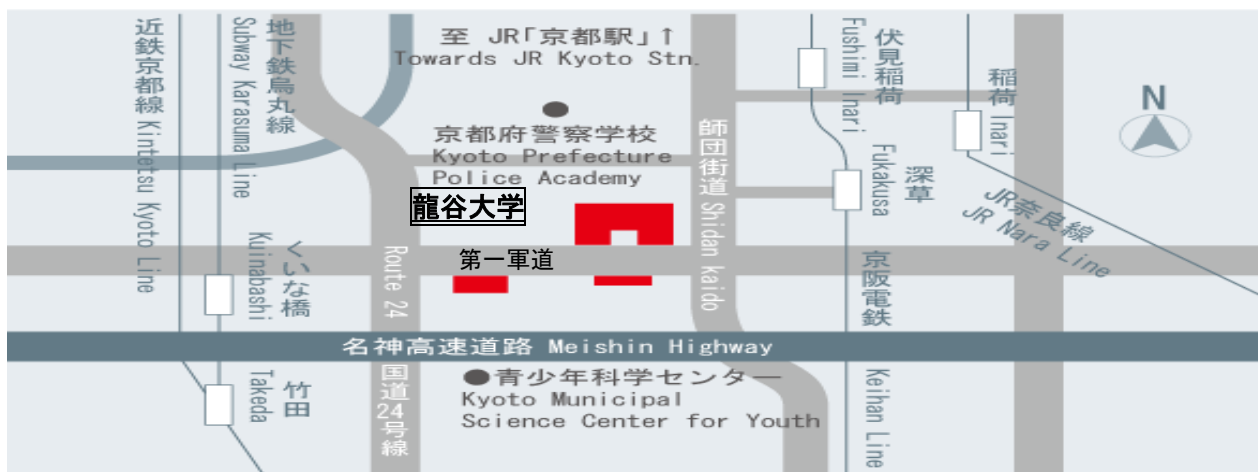 近鉄京都線 Kintetsu Kyoto Line
Subway Karasuma Line
地下鉄烏丸線
至 JR「京都駅」↑
Towards JR Kyoto Stn.
京都府警察学校
Kyoto Prefecture
Police Academy
龍谷大学
第一軍道
師団街道 Shidan kaido
Fushimi Inari
伏見稲荷
稲荷 Inari
N
Fukakusa
深草
JR奈良線
JR Nara Line
くいな橋
Kuinabashi
Route 24
国道24号線
京阪電鉄
Keihan Line
名神高速道路 Meishin Highway
竹田
Takeda
●青少年科学センター
Kyoto Municipal
Science Center for Youth